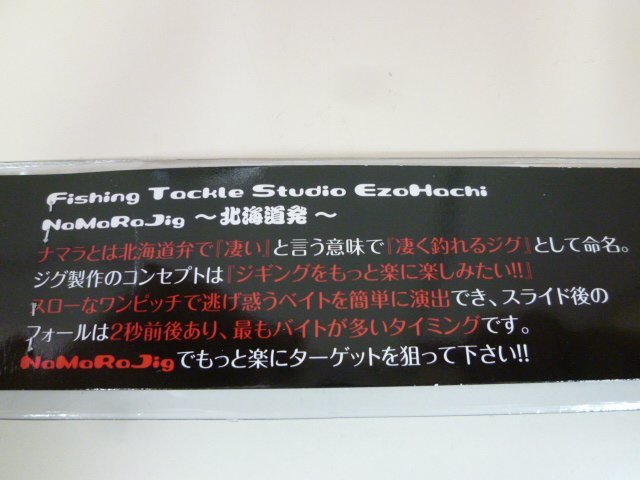 Fishing Tackle Studio EzoHachi
NaMaRaJig ～北海道発～
ナマラとは北海道弁で『凄い』と言う意味で『凄く釣れるジグ』として命名。
ジグ製作のコンセプトは『ジギングをもっと楽に楽しみたい!!』
スローなワンピッチで逃げ惑うベイトを簡単に演出でき、スライド後の
フォールは2秒前後あり、最もバイトが多いタイミングです。
NaMaRaJigでもっと楽にターゲットを狙って下さい!!